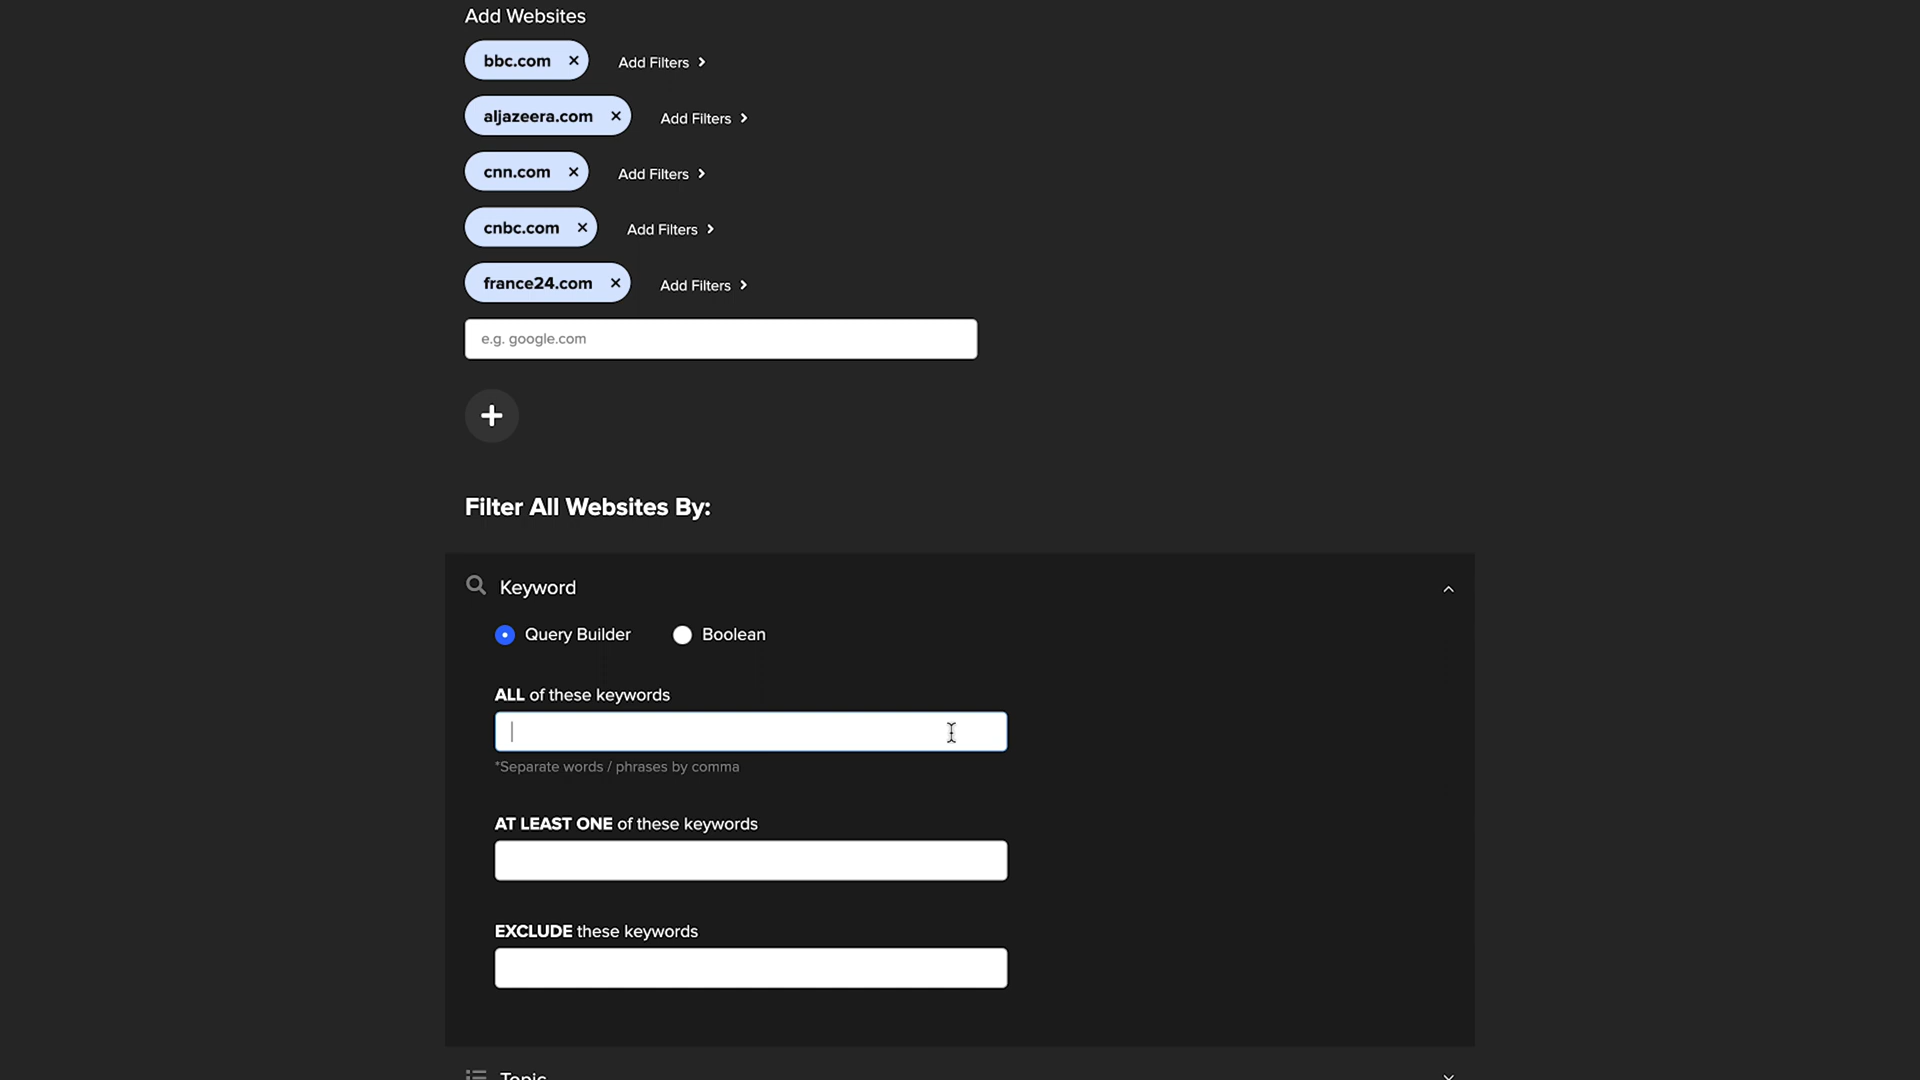 Add Websites
bbc.com × Add Filters >
aljazeera.com × Add Filters >
cnn.com × Add Filters >
cnbc.com × Add Filters >
france24.com × Add Filters >
e.g. google.com
+
Filter All Websites By:
Keyword
Query Builder Boolean
ALL of these keywords
*Separate words / phrases by comma
AT LEAST ONE of these keywords
EXCLUDE these keywords
Topic